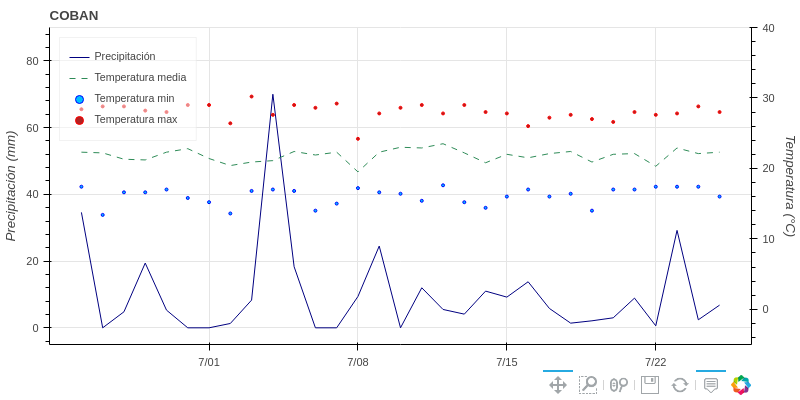 COBAN
Precipitación
Temperatura media
Temperatura min
Temperatura max
Precipitación (mm)
80
60
40
20
0
40
30
20
10
0
Temperatura (°C)
7/01
7/08
7/15
7/22